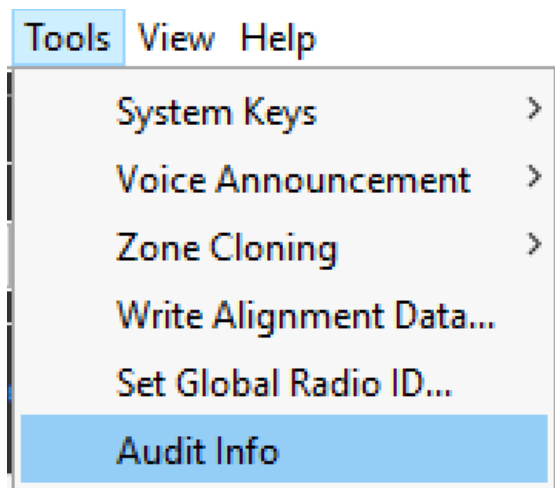 Tools View Help
System Keys >
Voice Announcement >
Zone Cloning >
Write Alignment Data...
Set Global Radio ID...
Audit Info